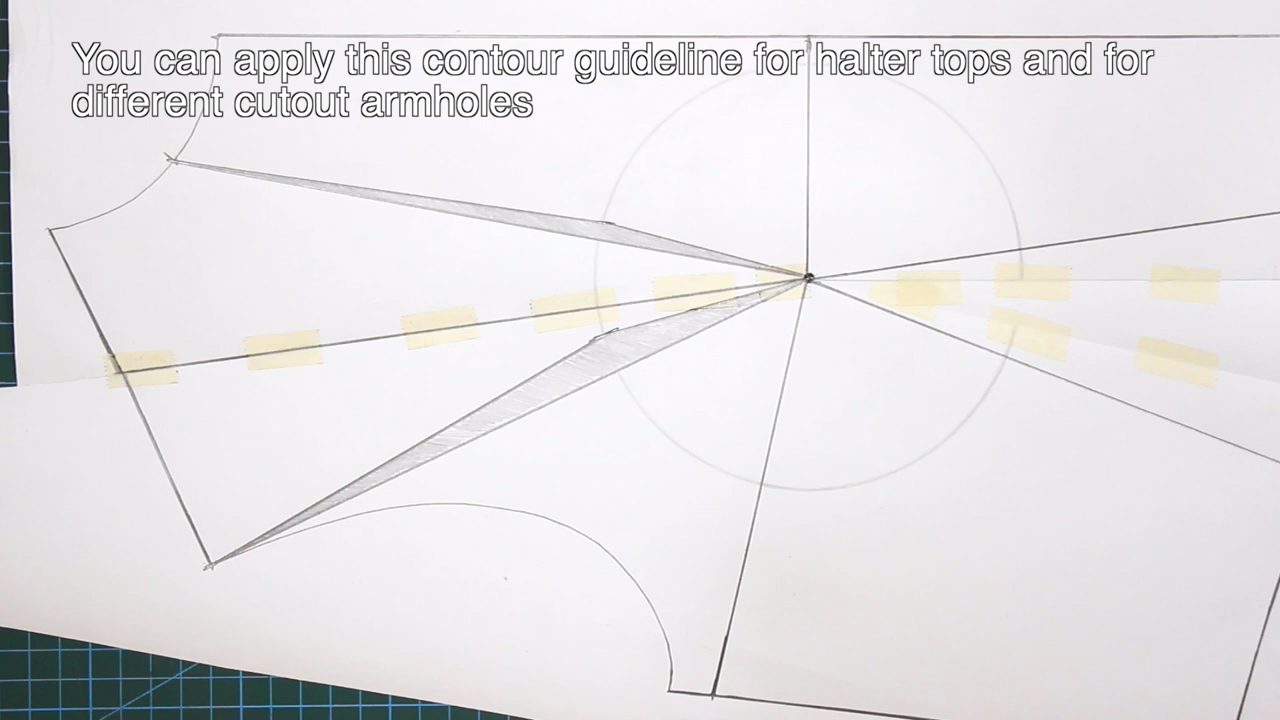 You can apply this contour guideline for halter tops and for
different cutout armholes